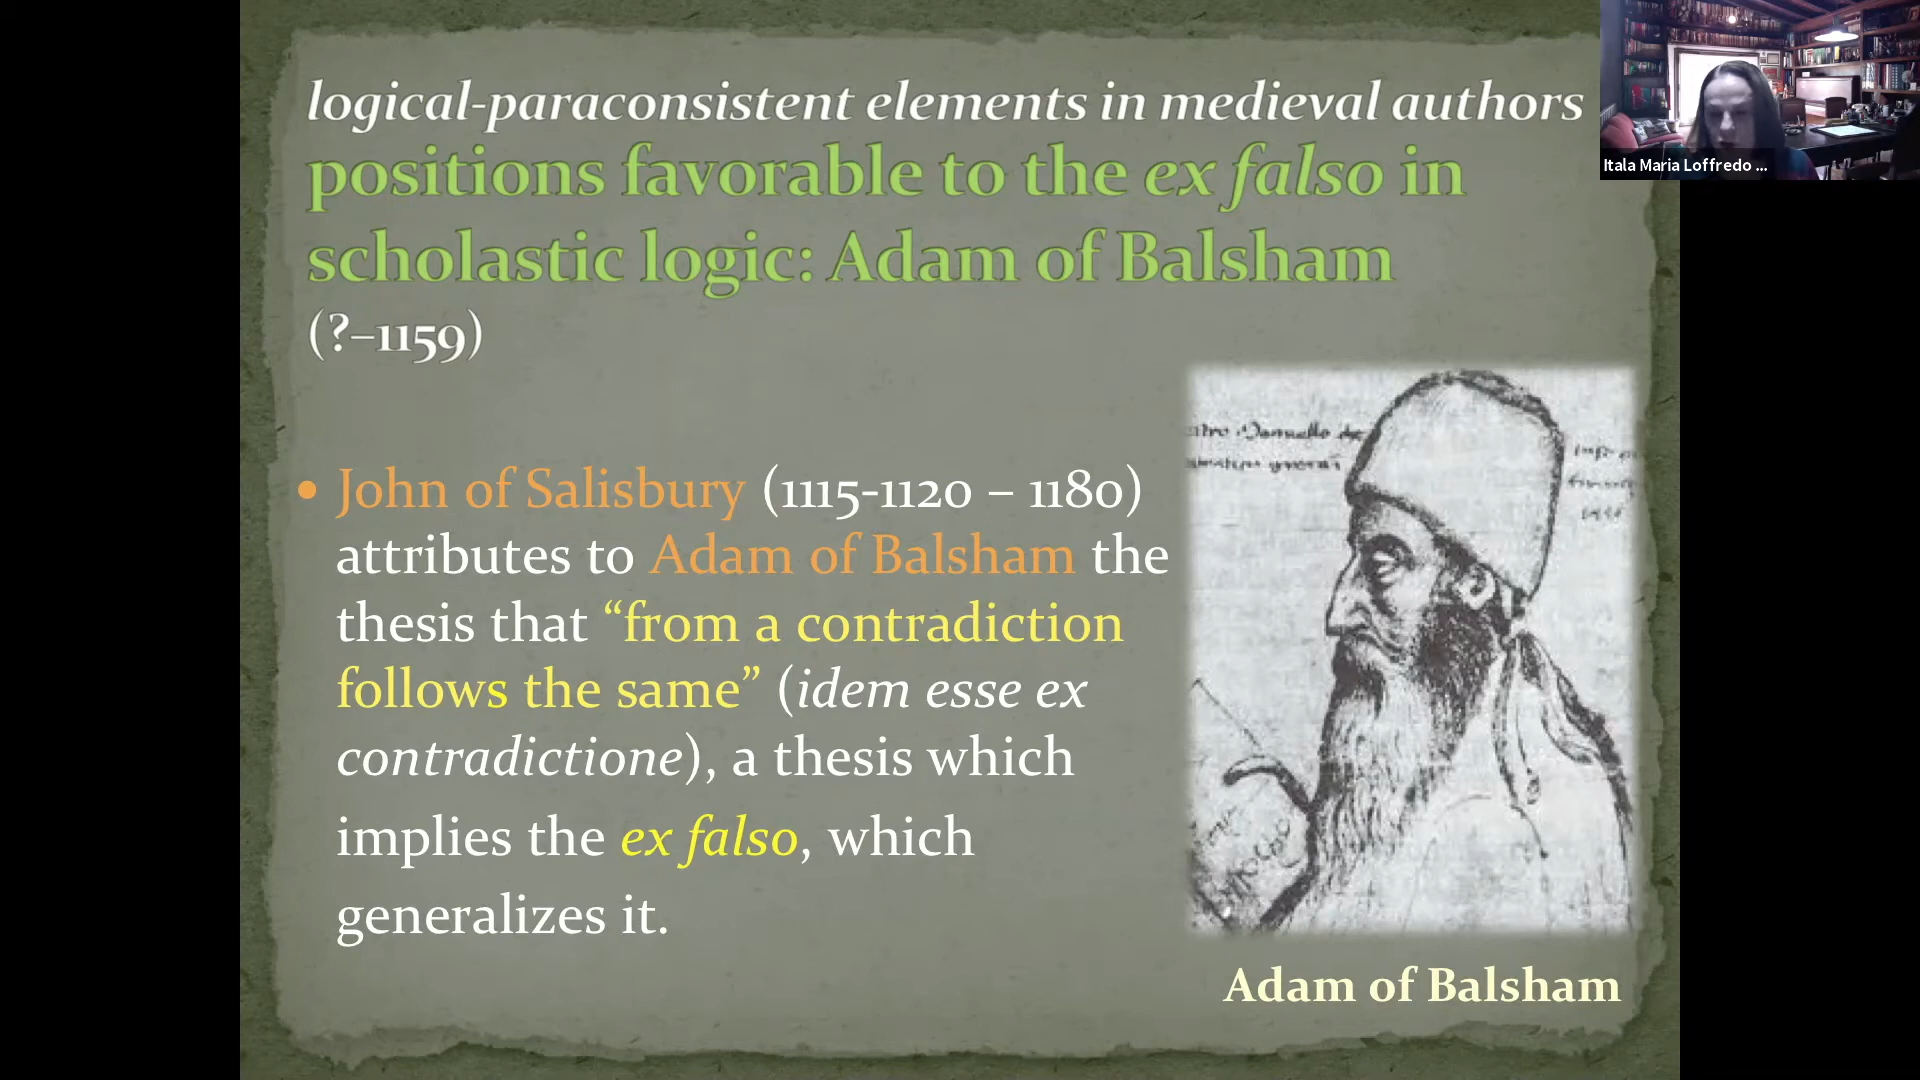 logical-paraconsistent elements in medieval authors
positions favorable to the ex falso in
scholastic logic: Adam of Balsham
(?–1159)
• John of Salisbury (1115-1120 – 1180)
attributes to Adam of Balsham the
thesis that “from a contradiction
follows the same” (idem esse ex
contradictione), a thesis which
implies the ex falso, which
generalizes it.
Adam of Balsham
Itala Maria Loffredo ...